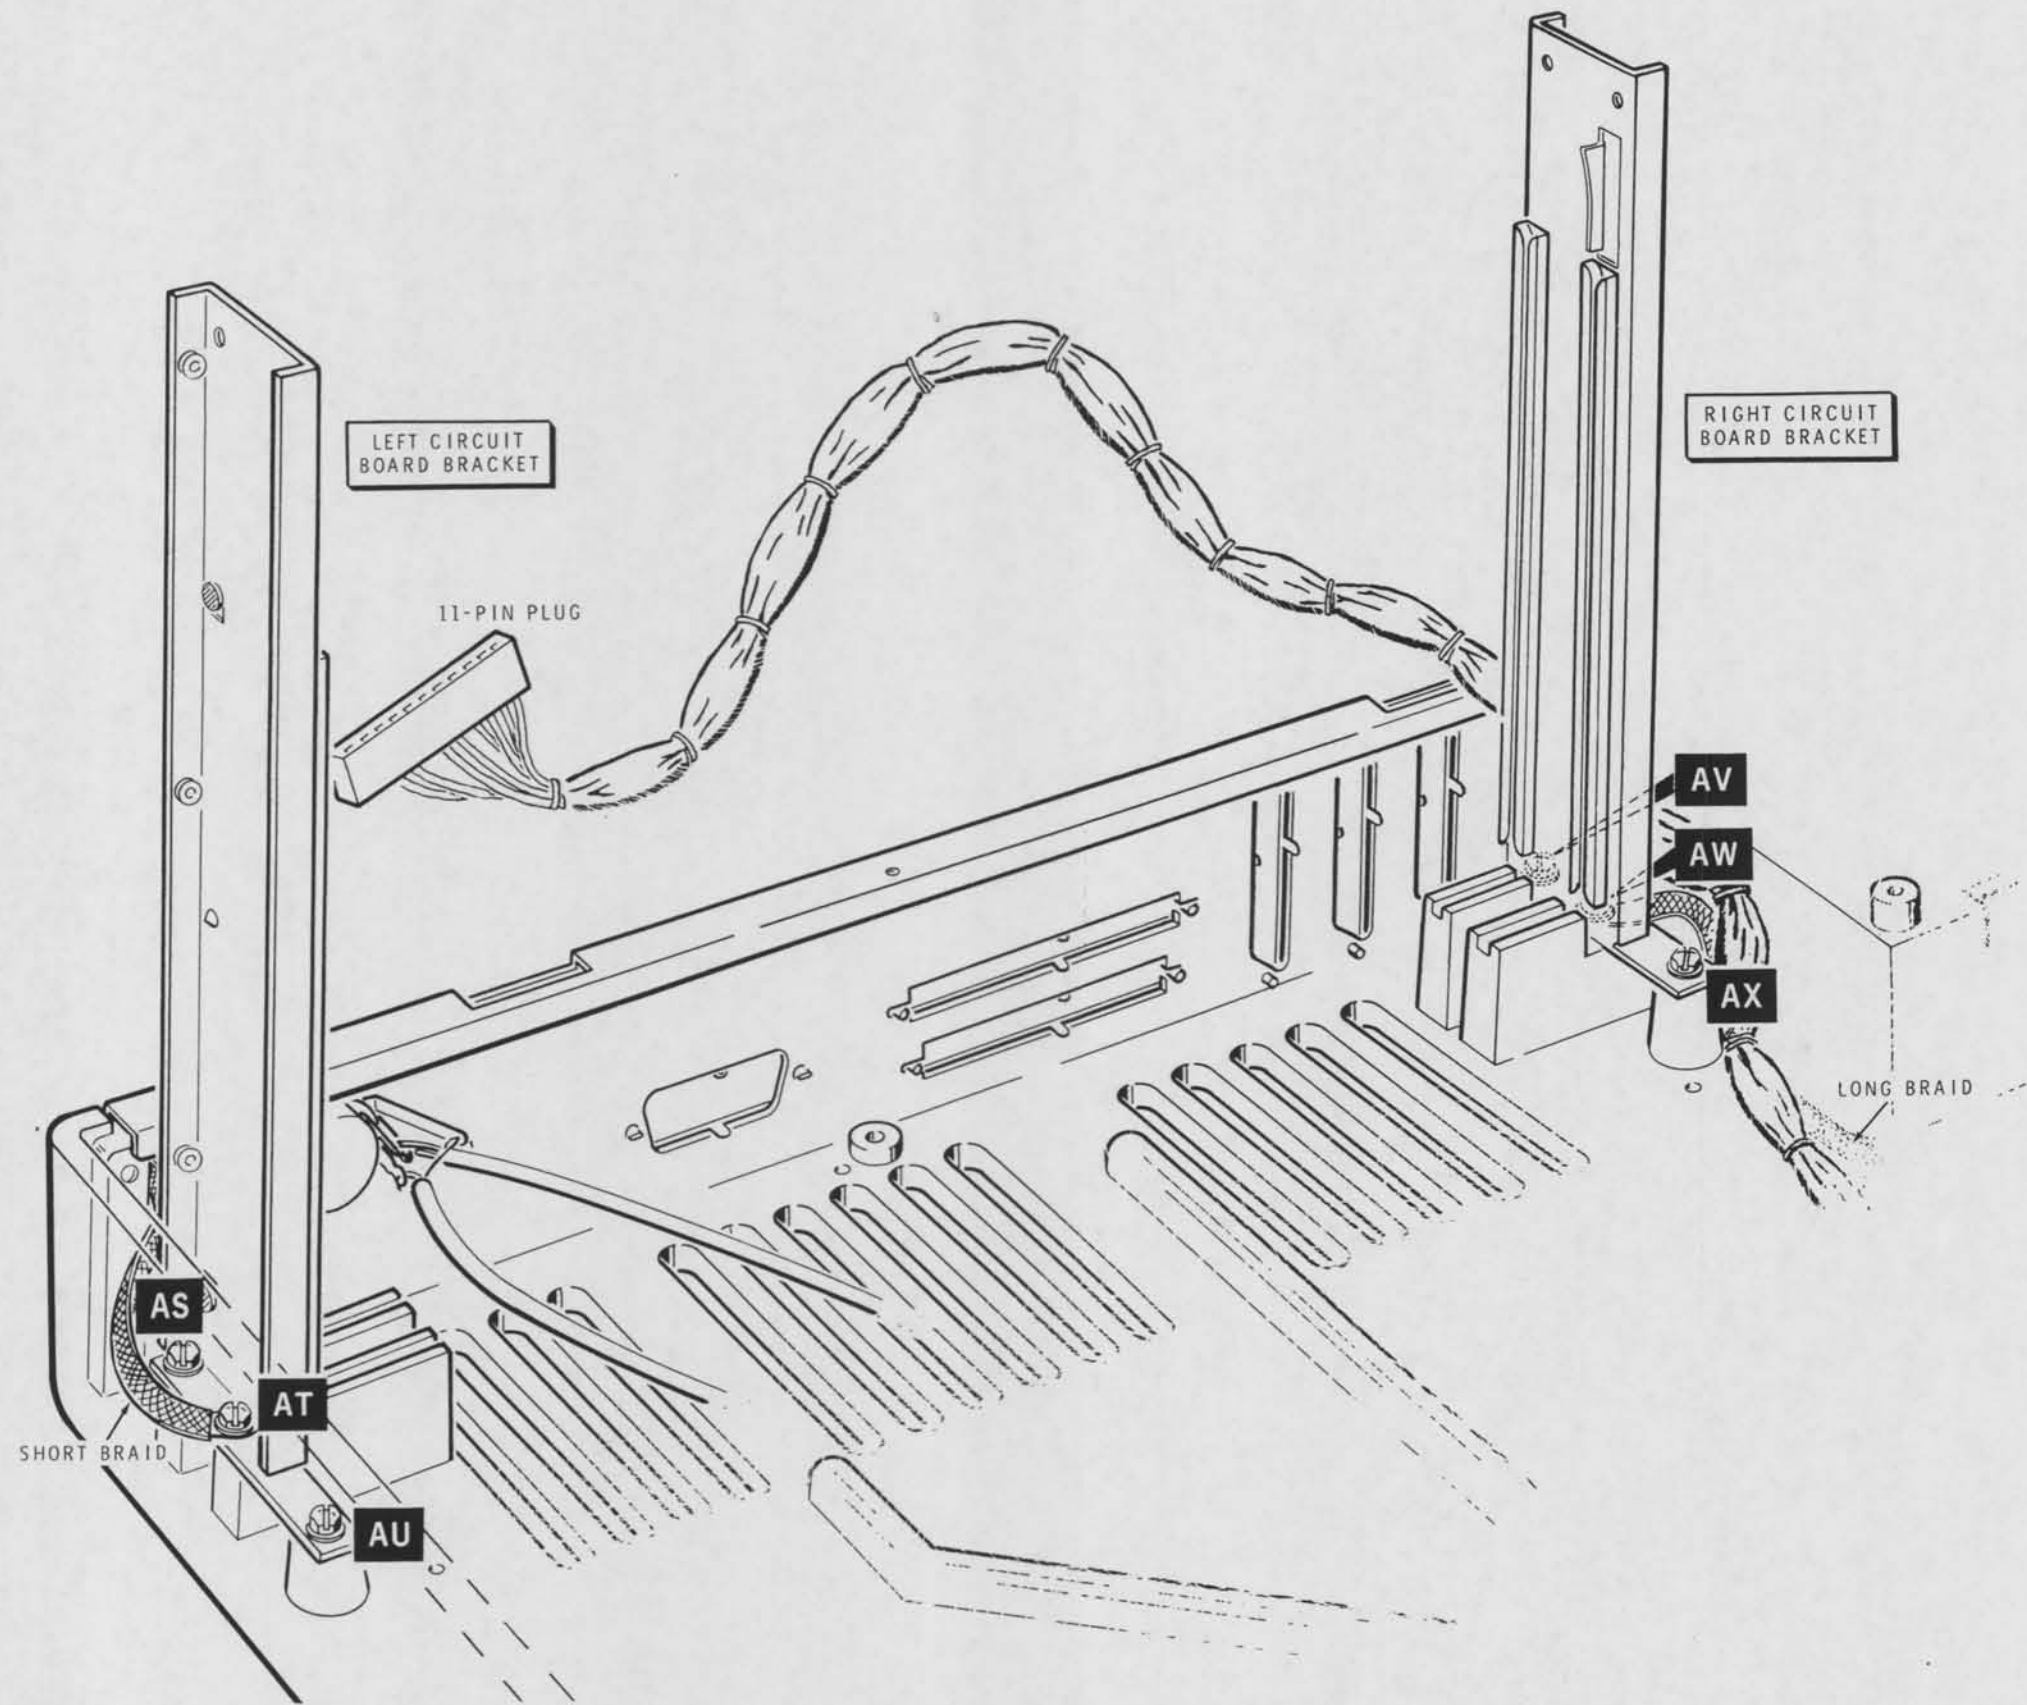 LEFT CIRCUIT
BOARD BRACKET
RIGHT CIRCUIT
BOARD BRACKET
11-PIN PLUG
AV
AW
AX
LONG BRAID
AS
AT
SHORT BRAID
AU